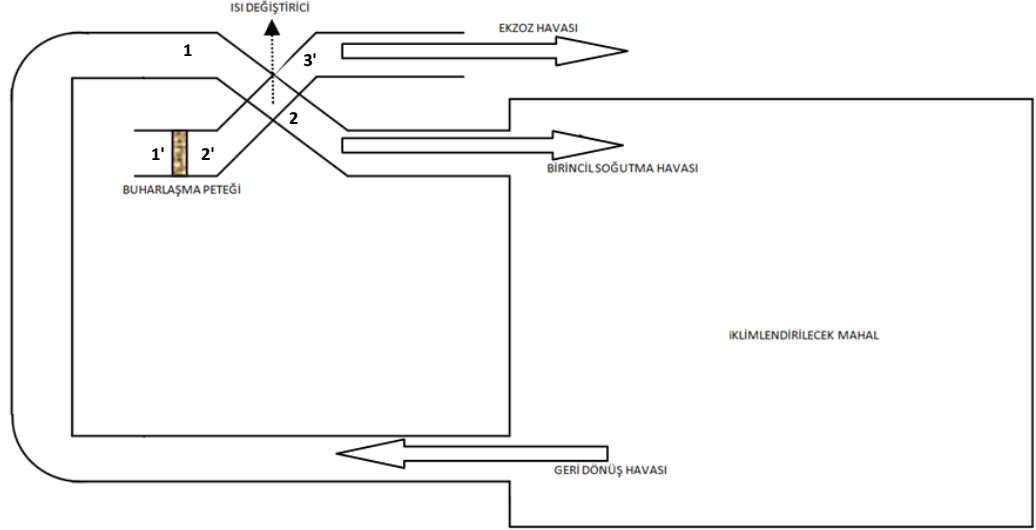 ISI DEĞİŞTİRİCİ
EKZOZ HAVASI
1
3'
2
1'
2'
BİRİNCİL SOĞUTMA HAVASI
BUHARLAŞMA PETEĞİ
iKLİMLENDİRİLECEK MAHAL
GERİ DÖNÜŞ HAVASI